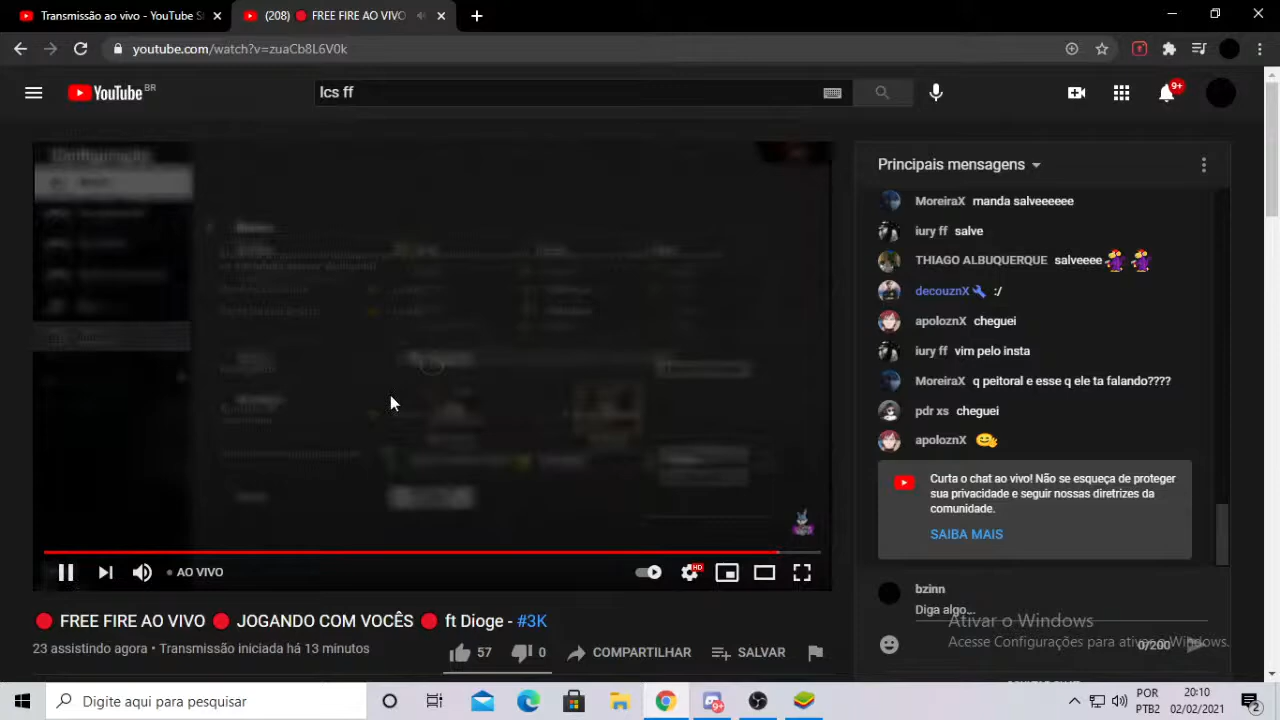 Transmissão ao vivo - YouTube S
(208) 🔴 FREE FIRE AO VIVO
youtube.com/watch?v=zuaCb8L6V0k
YouTube BR
lcs ff
9+
Configuração
Principais mensagens
MoreiraX manda salveeeeee
iury ff salve
THIAGO ALBUQUERQUE salveeee
decouznX :/
apoloznX cheguei
iury ff vim pelo insta
MoreiraX q peitoral e esse q ele ta falando????
pdr xs cheguei
apoloznX
Curta o chat ao vivo! Não se esqueça de proteger
sua privacidade e seguir nossas diretrizes da
comunidade.
SAIBA MAIS
bzinn
Diga algo...
0/200
AO VIVO
HD
🔴 FREE FIRE AO VIVO 🔴 JOGANDO COM VOCÊS 🔴 ft Dioge - #3K
23 assistindo agora • Transmissão iniciada há 13 minutos
57
0
COMPARTILHAR
SALVAR
Ativar o Windows
Acesse Configurações para ativar o Windows.
Digite aqui para pesquisar
9+
POR
PTB2
20:10
02/02/2021
2